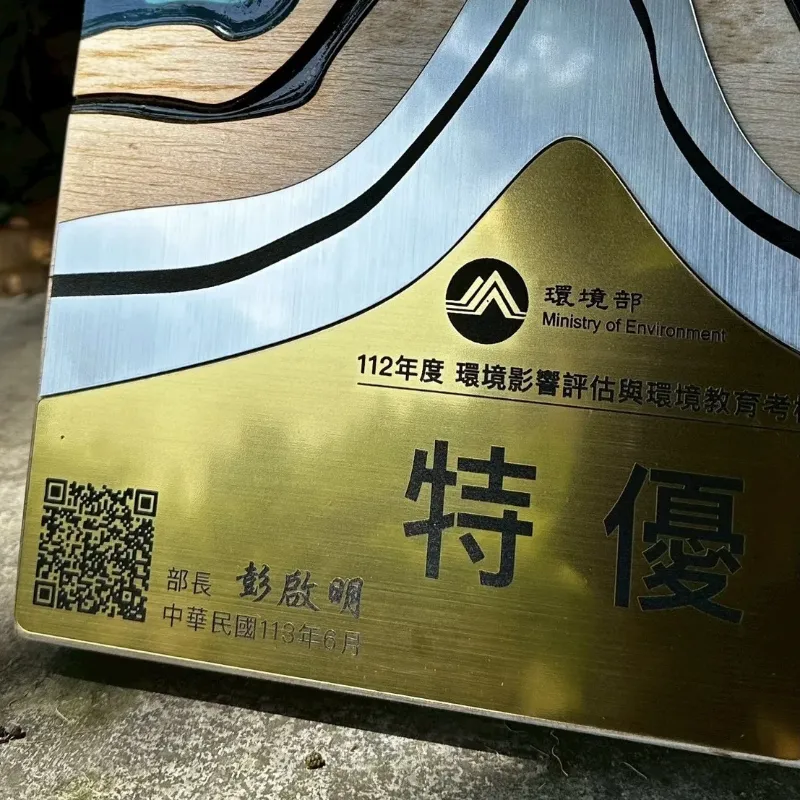 環境部
Ministry of Environment
112年度 環境影響評估與環境教育考
特優
部長 彭啟明
中華民國113年6月